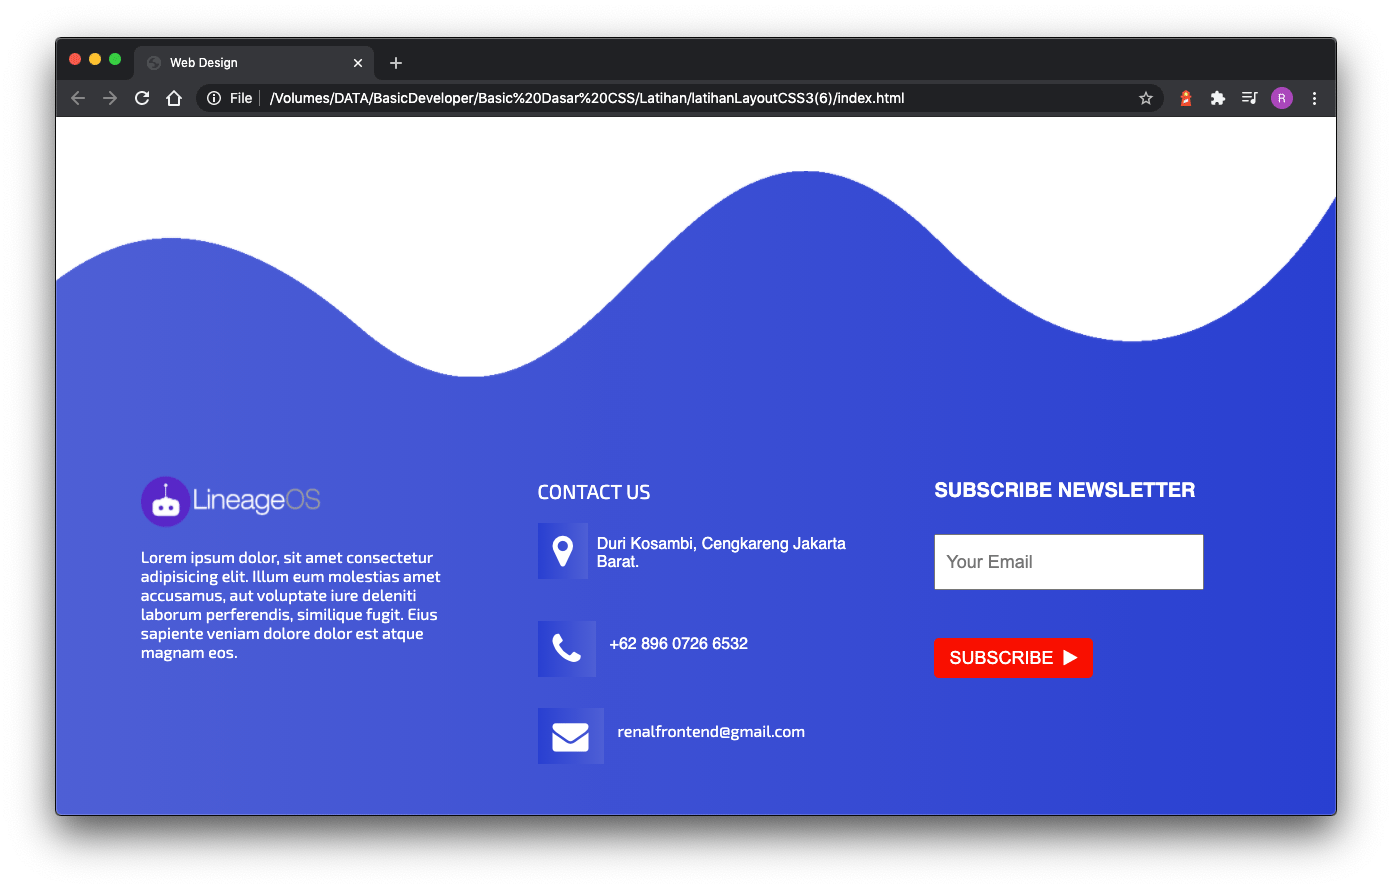 Web Design
File
/Volumes/DATA/BasicDeveloper/Basic%20Dasar%20CSS/Latihan/latihanLayoutCSS3(6)/index.html
R
LineageOS
Lorem ipsum dolor, sit amet consectetur
adipisicing elit. Illum eum molestias amet
accusamus, aut voluptate iure deleniti
laborum perferendis, similique fugit. Eius
sapiente veniam dolore dolor est atque
magnam eos.
CONTACT US
Duri Kosambi, Cengkareng Jakarta
Barat.
+62 896 0726 6532
renalfrontend@gmail.com
SUBSCRIBE NEWSLETTER
Your Email
SUBSCRIBE